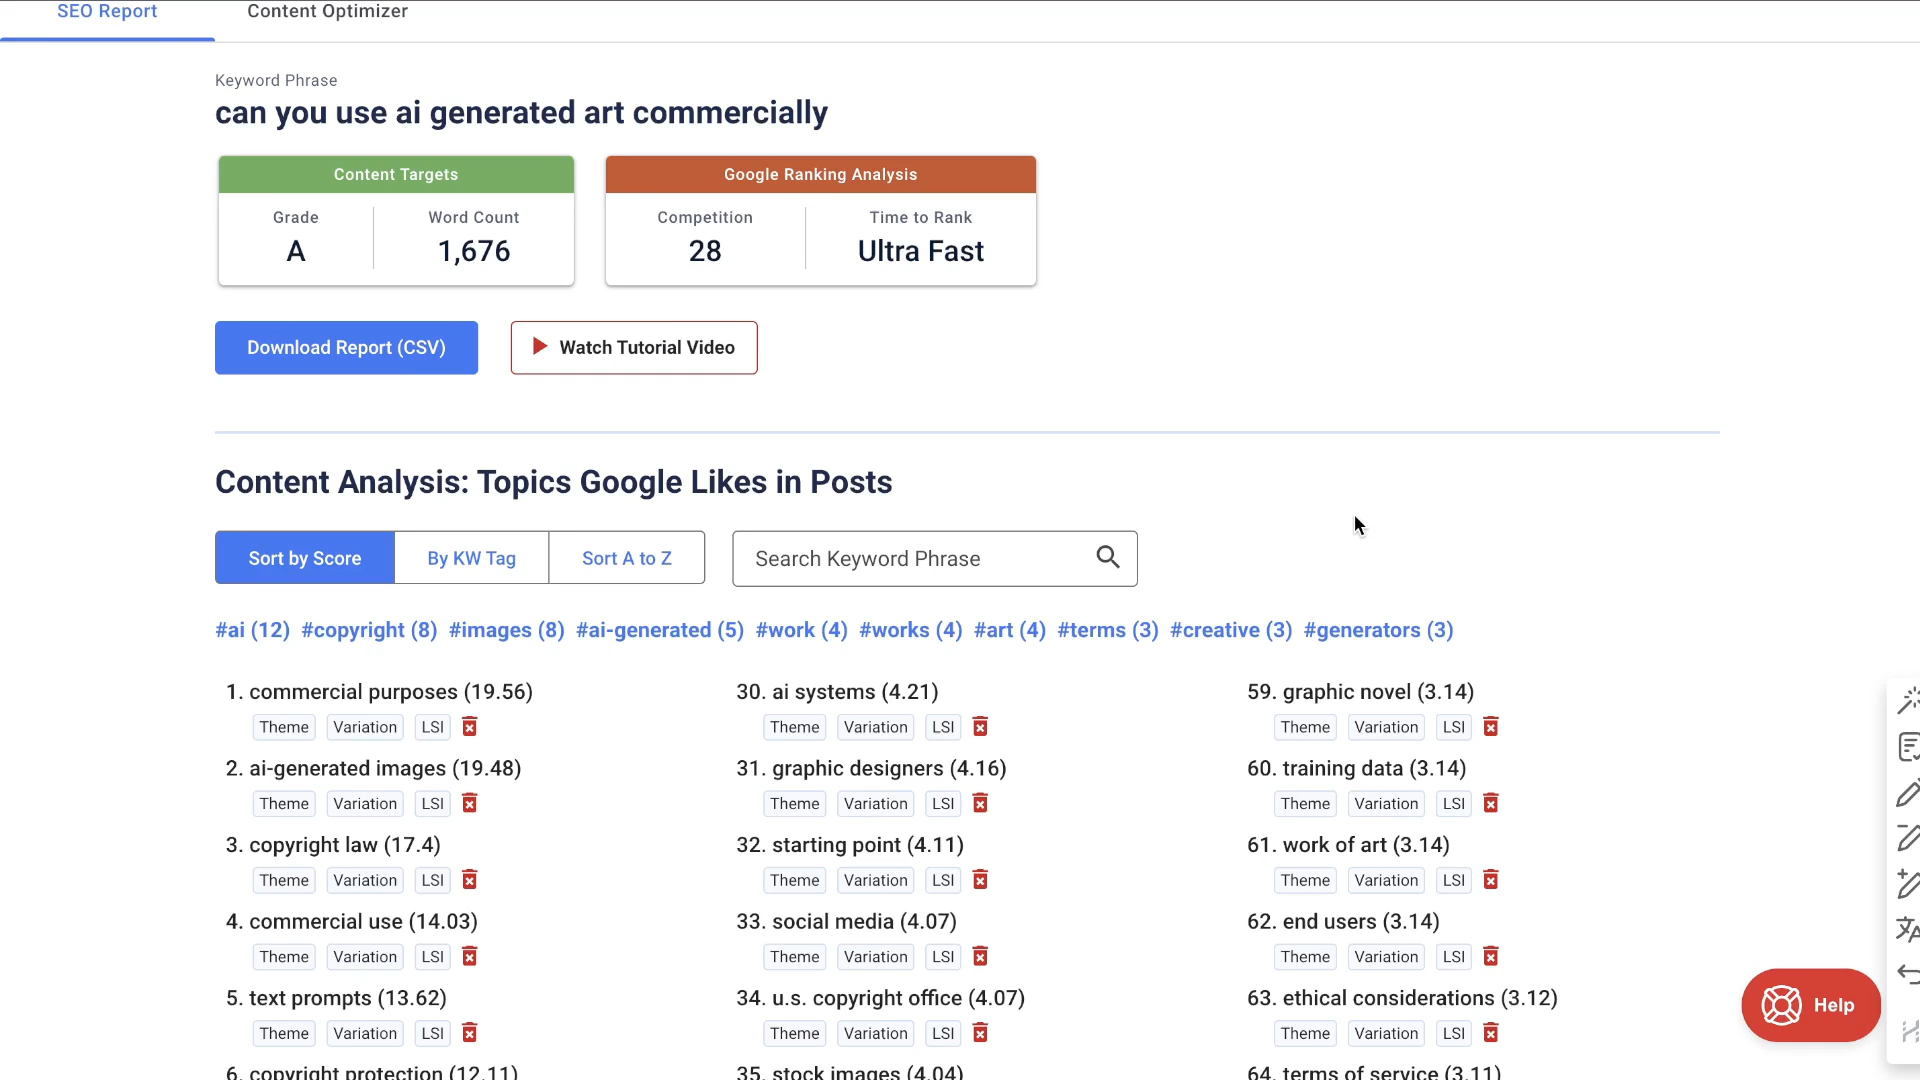 SEO Report
Content Optimizer
Keyword Phrase
can you use ai generated art commercially
Content Targets
Grade
A
Word Count
1,676
Google Ranking Analysis
Competition
28
Time to Rank
Ultra Fast
Download Report (CSV)
Watch Tutorial Video
Content Analysis: Topics Google Likes in Posts
Sort by Score
By KW Tag
Sort A to Z
Search Keyword Phrase
#ai (12) #copyright (8) #images (8) #ai-generated (5) #work (4) #works (4) #art (4) #terms (3) #creative (3) #generators (3)
1. commercial purposes (19.56)
Theme Variation LSI
2. ai-generated images (19.48)
Theme Variation LSI
3. copyright law (17.4)
Theme Variation LSI
4. commercial use (14.03)
Theme Variation LSI
5. text prompts (13.62)
Theme Variation LSI
6. copyright protection (12.11)
30. ai systems (4.21)
Theme Variation LSI
31. graphic designers (4.16)
Theme Variation LSI
32. starting point (4.11)
Theme Variation LSI
33. social media (4.07)
Theme Variation LSI
34. u.s. copyright office (4.07)
Theme Variation LSI
35. stock images (4.04)
59. graphic novel (3.14)
Theme Variation LSI
60. training data (3.14)
Theme Variation LSI
61. work of art (3.14)
Theme Variation LSI
62. end users (3.14)
Theme Variation LSI
63. ethical considerations (3.12)
Theme Variation LSI
64. terms of service (3.11)
Help